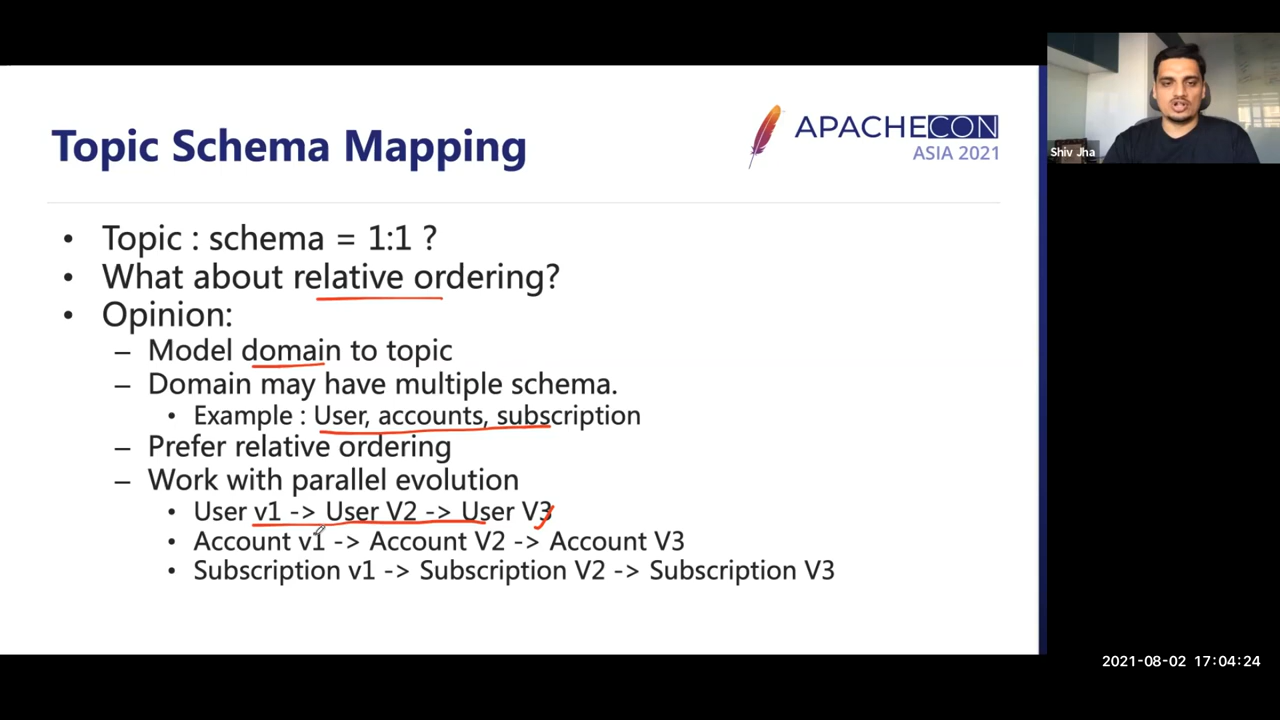 Topic Schema Mapping
APACHECON
ASIA 2021
Shiv Jha
• Topic : schema = 1:1 ?
• What about relative ordering?
• Opinion:
– Model domain to topic
– Domain may have multiple schema.
• Example : User, accounts, subscription
– Prefer relative ordering
– Work with parallel evolution
• User v1 -> User V2 -> User V3
• Account v1 -> Account V2 -> Account V3
• Subscription v1 -> Subscription V2 -> Subscription V3
2021-08-02 17:04:24